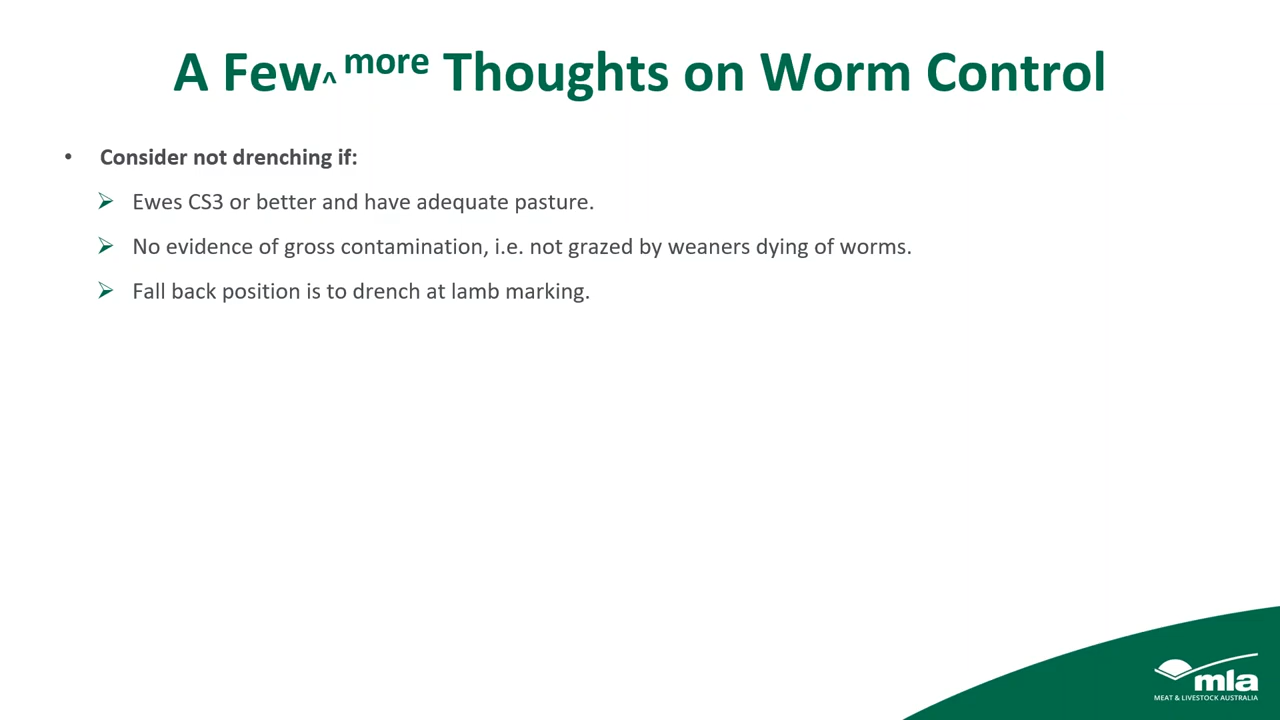 A Few^ more Thoughts on Worm Control
• Consider not drenching if:
➢ Ewes CS3 or better and have adequate pasture.
➢ No evidence of gross contamination, i.e. not grazed by weaners dying of worms.
➢ Fall back position is to drench at lamb marking.
mla
MEAT & LIVESTOCK AUSTRALIA